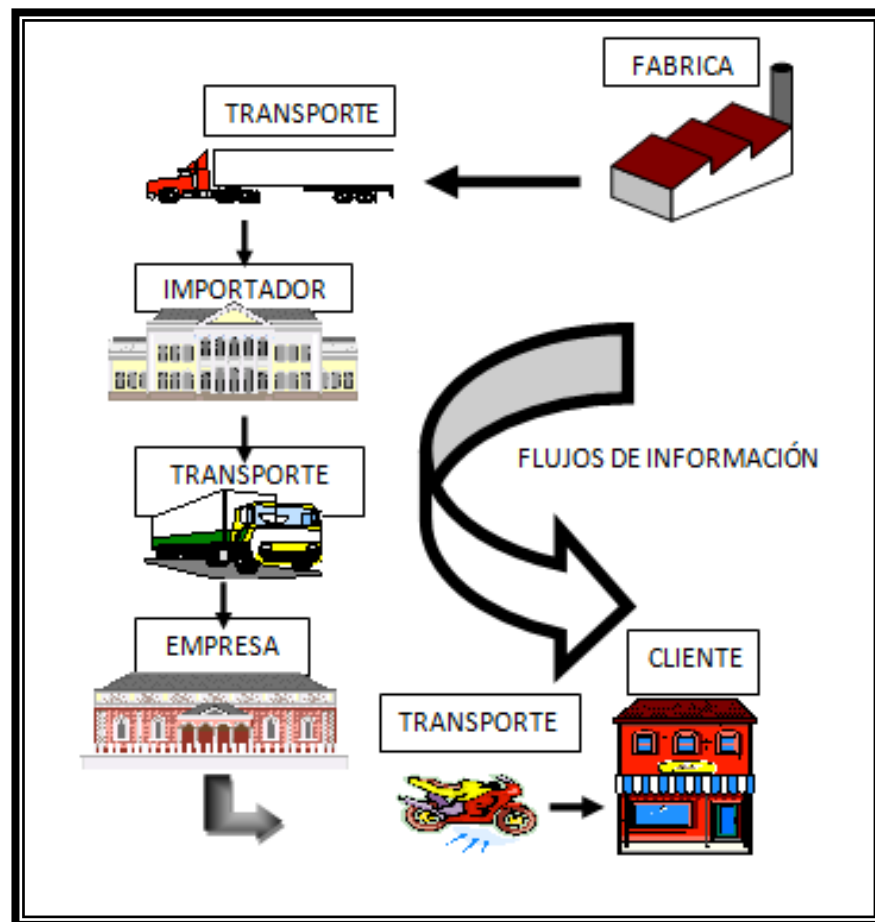 FABRICA
TRANSPORTE
IMPORTADOR
TRANSPORTE
FLUJOS DE INFORMACIÓN
EMPRESA
TRANSPORTE
CLIENTE